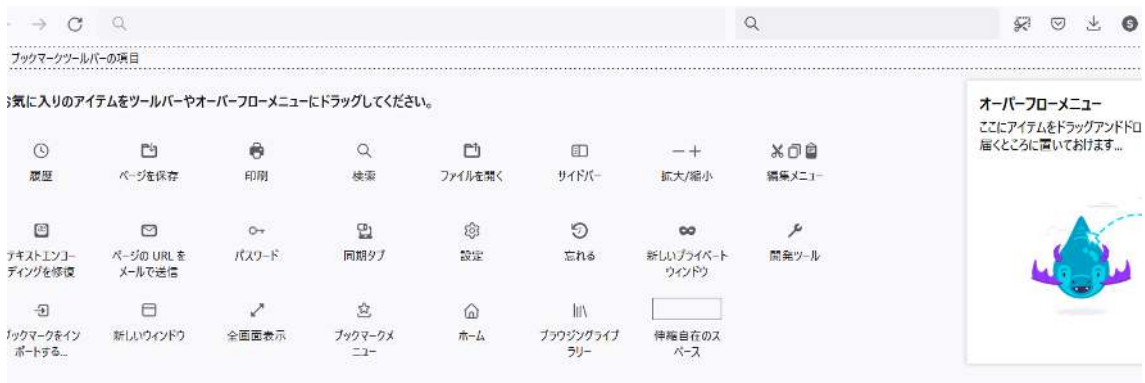 S
ブックマークツールバーの項目
お気に入りのアイテムをツールバーやオーバーフローメニューにドラッグしてください。
オーバーフローメニュー
ここにアイテムをドラッグアンドドロ
届くところに置いておけます...
履歴
ページを保存
印刷
検索
ファイルを開く
サイドバー
拡大/縮小
編集メニュー
テキストエンコー
ディングを修復
ページの URL を
メールで送信
パスワード
同期タブ
設定
忘れる
新しいプライベート
ウィンドウ
開発ツール
ブックマークをイン
ポートする...
新しいウィンドウ
全画面表示
ブックマークメ
ニュー
ホーム
ブラウジングライブ
ラリー
伸縮自在のス
ペース